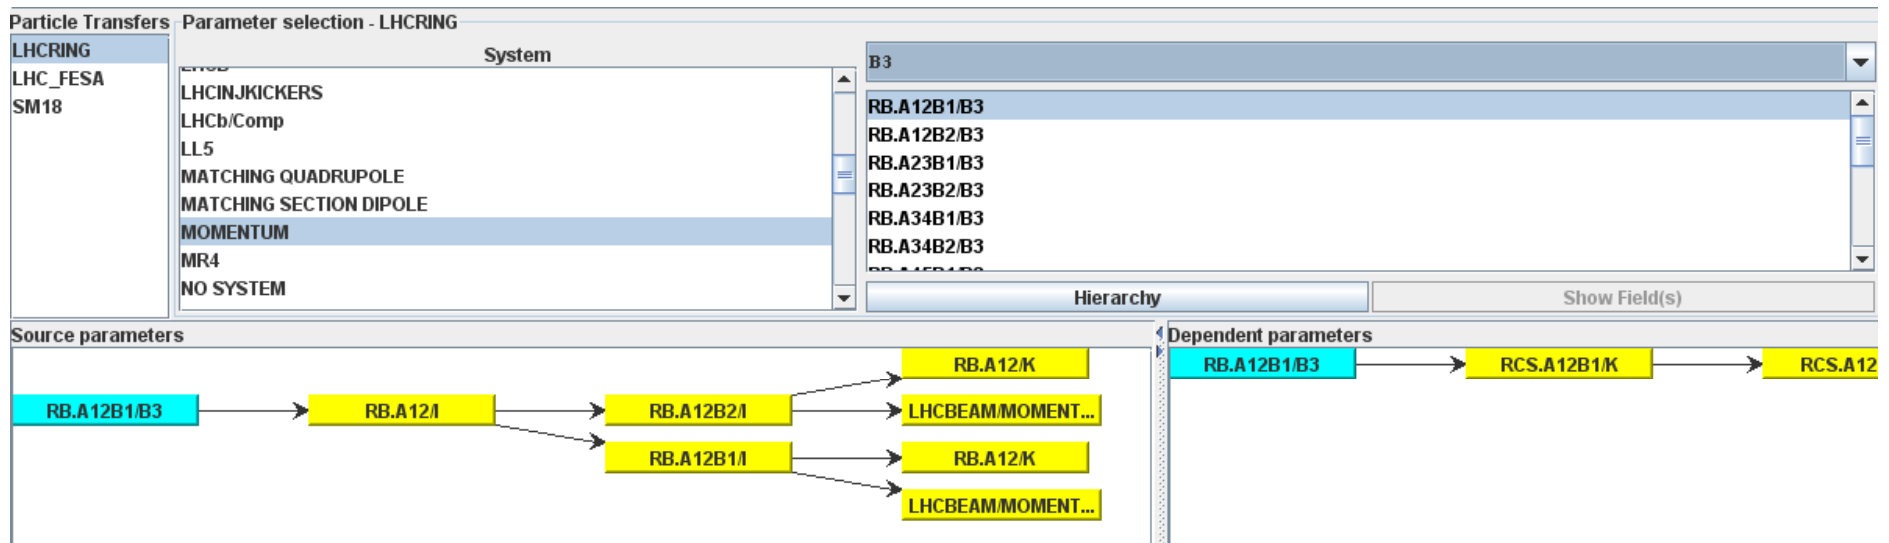 Particle Transfers
LHCRING
LHC_FESA
SM18
Parameter selection - LHCRING
System
LHCINJKICKERS
LHCb/Comp
LL5
MATCHING QUADRUPOLE
MATCHING SECTION DIPOLE
MOMENTUM
MR4
NO SYSTEM
B3
RB.A12B1/B3
RB.A12B2/B3
RB.A23B1/B3
RB.A23B2/B3
RB.A34B1/B3
RB.A34B2/B3
Hierarchy
Show Field(s)
Source parameters
RB.A12B1/B3
RB.A12/I
RB.A12B2/I
RB.A12B1/I
RB.A12/K
LHCBEAM/MOMENT...
RB.A12/K
LHCBEAM/MOMENT...
Dependent parameters
RB.A12B1/B3
RCS.A12B1/K
RCS.A12